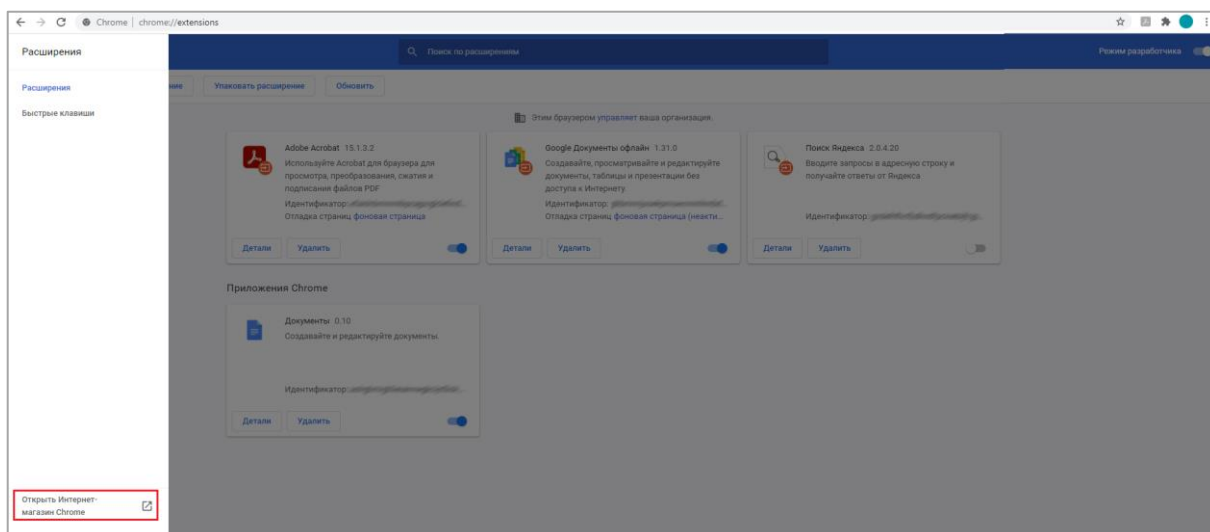 Chrome | chrome://extensions
Расширения
Поиск по расширениям
Режим разработчика
Расширения
Быстрые клавиши
ние
Упаковать расширение
Обновить
Этим браузером управляет ваша организация.
Adobe Acrobat 15.1.3.2
Используйте Acrobat для браузера для
просмотра, преобразования, сжатия и
подписания файлов PDF
Идентификатор:
Отладка страниц фоновая страница
Детали
Удалить
Google Документы офлайн 1.31.0
Создавайте, просматривайте и редактируйте
документы, таблицы и презентации без
доступа к Интернету.
Идентификатор:
Отладка страниц фоновая страница (неакти...
Детали
Удалить
Поиск Яндекса 2.0.4.20
Вводите запросы в адресную строку и
получайте ответы от Яндекса
Идентификатор:
Детали
Удалить
Приложения Chrome
Документы 0.10
Создавайте и редактируйте документы.
Идентификатор:
Детали
Удалить
Открыть Интернет-
магазин Chrome